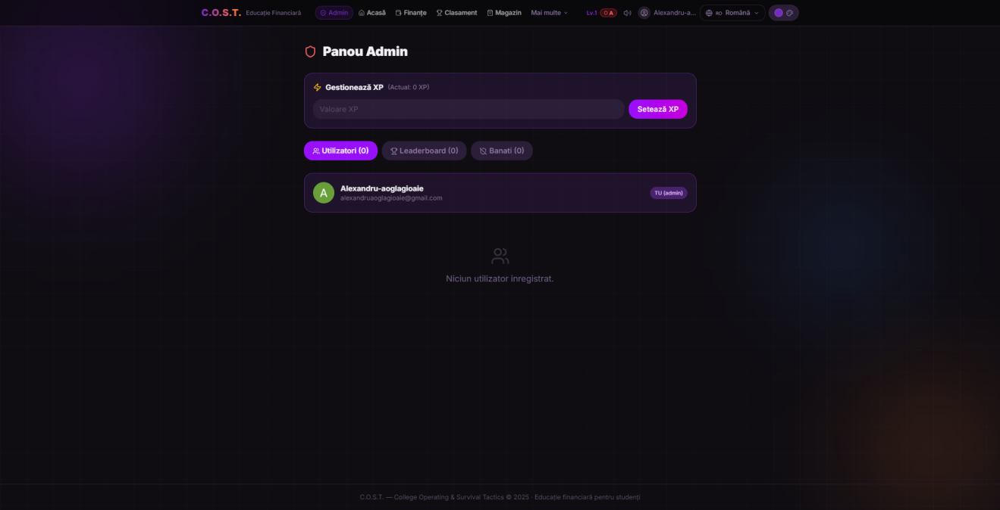 C.O.S.T. Educație Financiară Admin Acasă Finanțe Clasament Magazin Mai multe Lv.1 A Alexandru-a... RO Română
Panou Admin
Gestionează XP (Actual: 0 XP)
Valoare XP Setează XP
Utilizatori (0) Leaderboard (0) Banati (0)
A Alexandru-aoglagioaie TU (admin)
alexandruaoglagioaie@gmail.com
Niciun utilizator inregistrat.
C.O.S.T. — College Operating & Survival Tactics © 2025 · Educație financiară pentru studenți